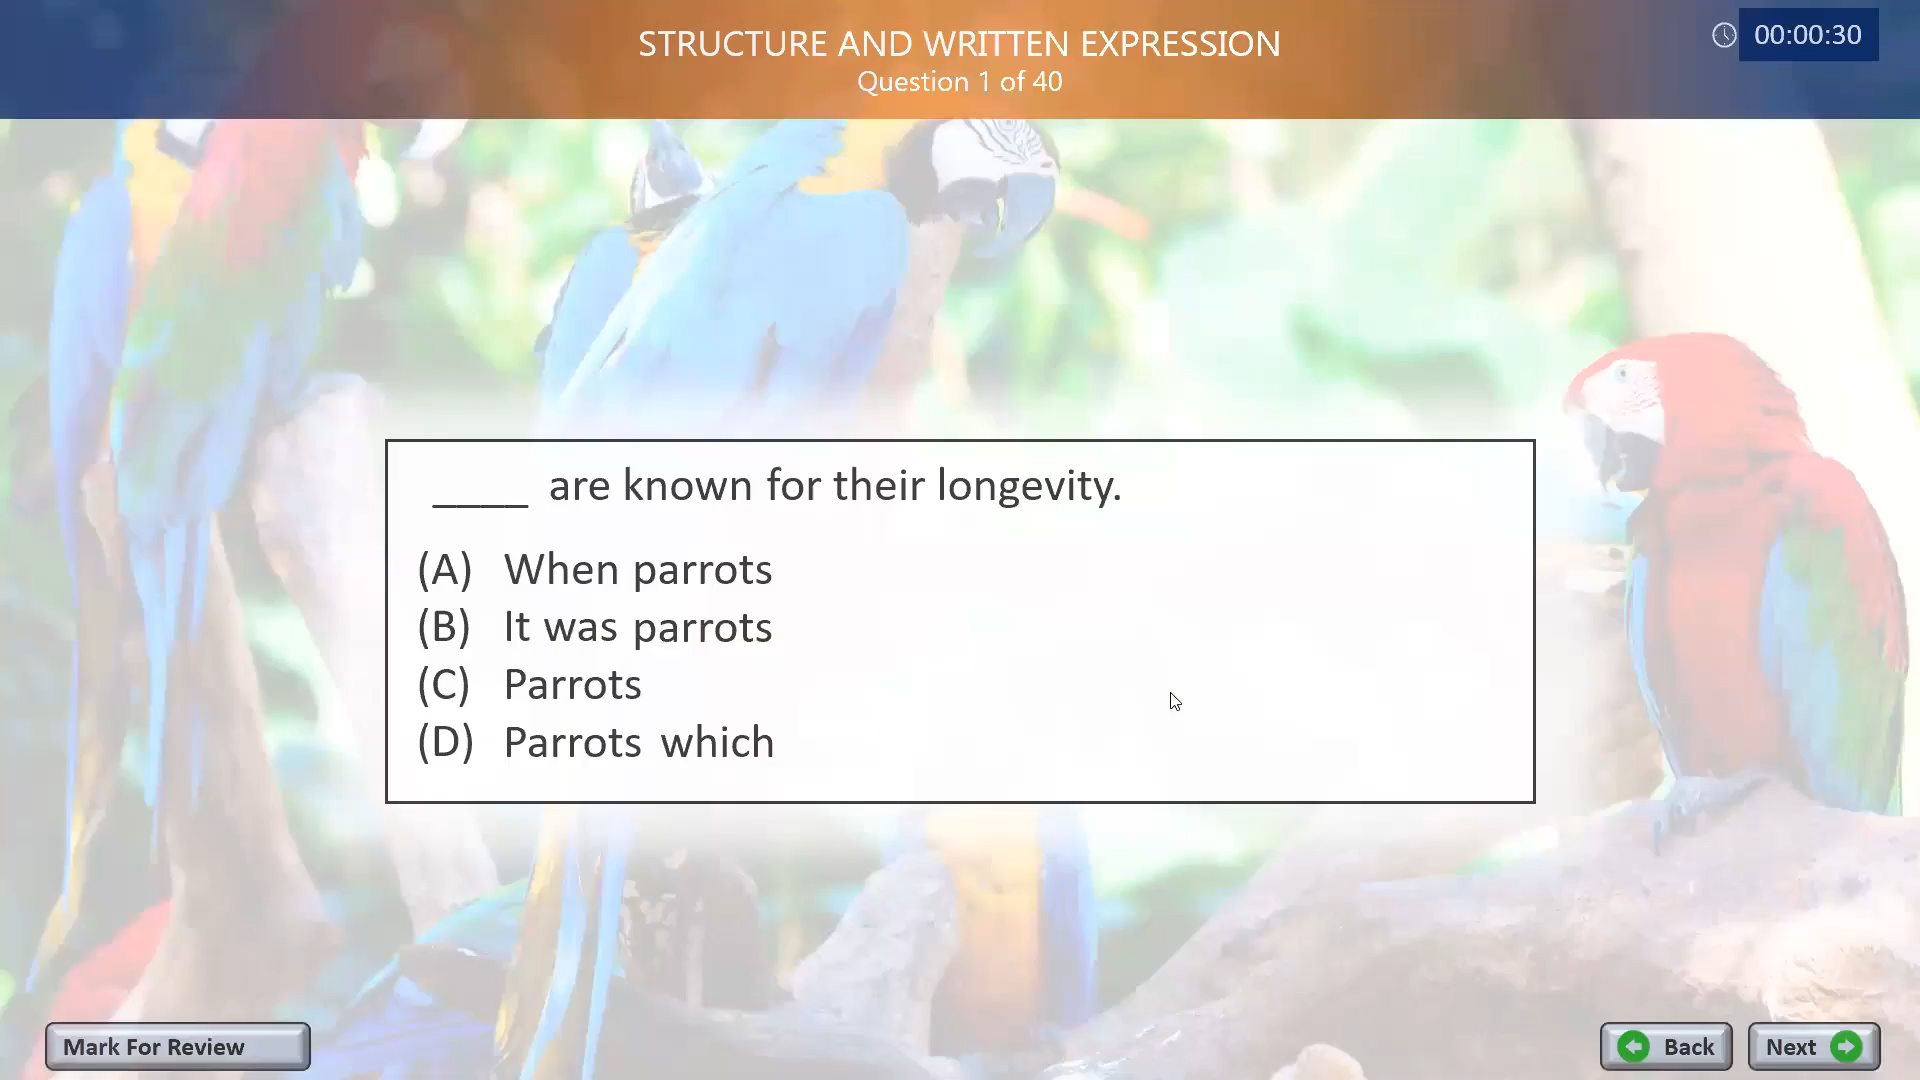 STRUCTURE AND WRITTEN EXPRESSION
Question 1 of 40
00:00:30
____ are known for their longevity.
(A) When parrots
(B) It was parrots
(C) Parrots
(D) Parrots which
Mark For Review
Back
Next